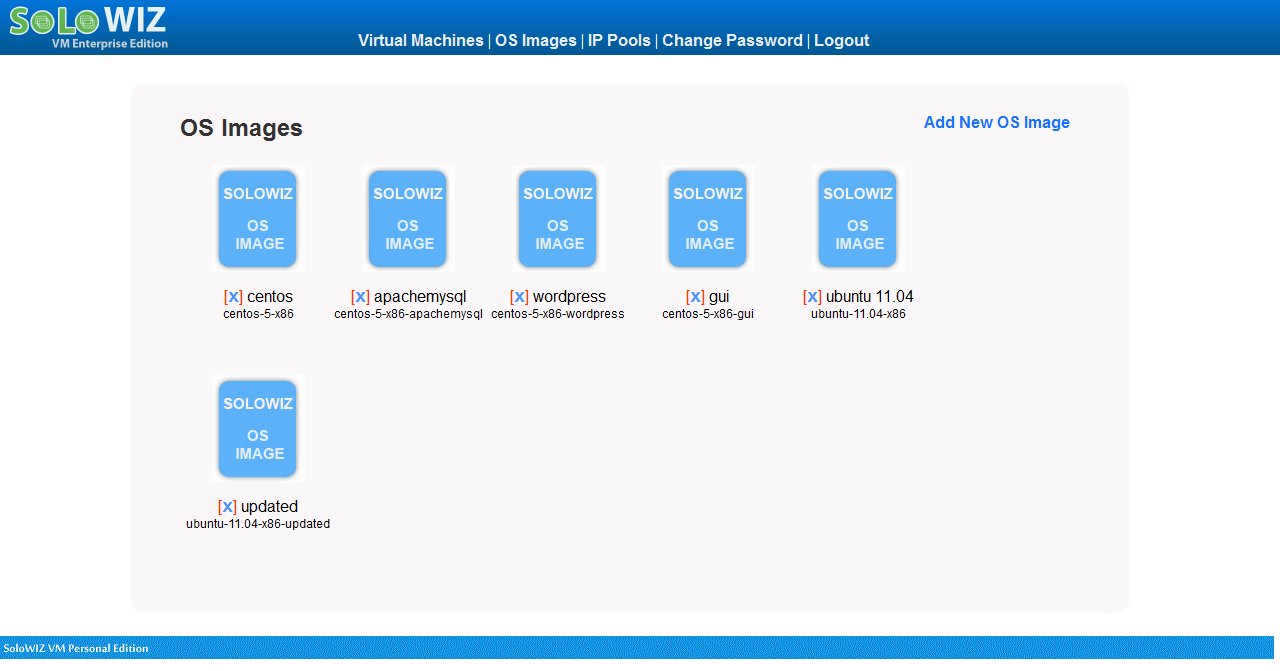 SoLo WIZ
VM Enterprise Edition
Virtual Machines | OS Images | IP Pools | Change Password | Logout
OS Images
Add New OS Image
SOLOWIZ
OS
IMAGE
[x] centos
centos-5-x86
SOLOWIZ
OS
IMAGE
[x] apachemysql
centos-5-x86-apachemysql
SOLOWIZ
OS
IMAGE
[x] wordpress
centos-5-x86-wordpress
SOLOWIZ
OS
IMAGE
[x] gui
centos-5-x86-gui
SOLOWIZ
OS
IMAGE
[x] ubuntu 11.04
ubuntu-11.04-x86
SOLOWIZ
OS
IMAGE
[x] updated
ubuntu-11.04-x86-updated
SoloWIZ VM Personal Edition